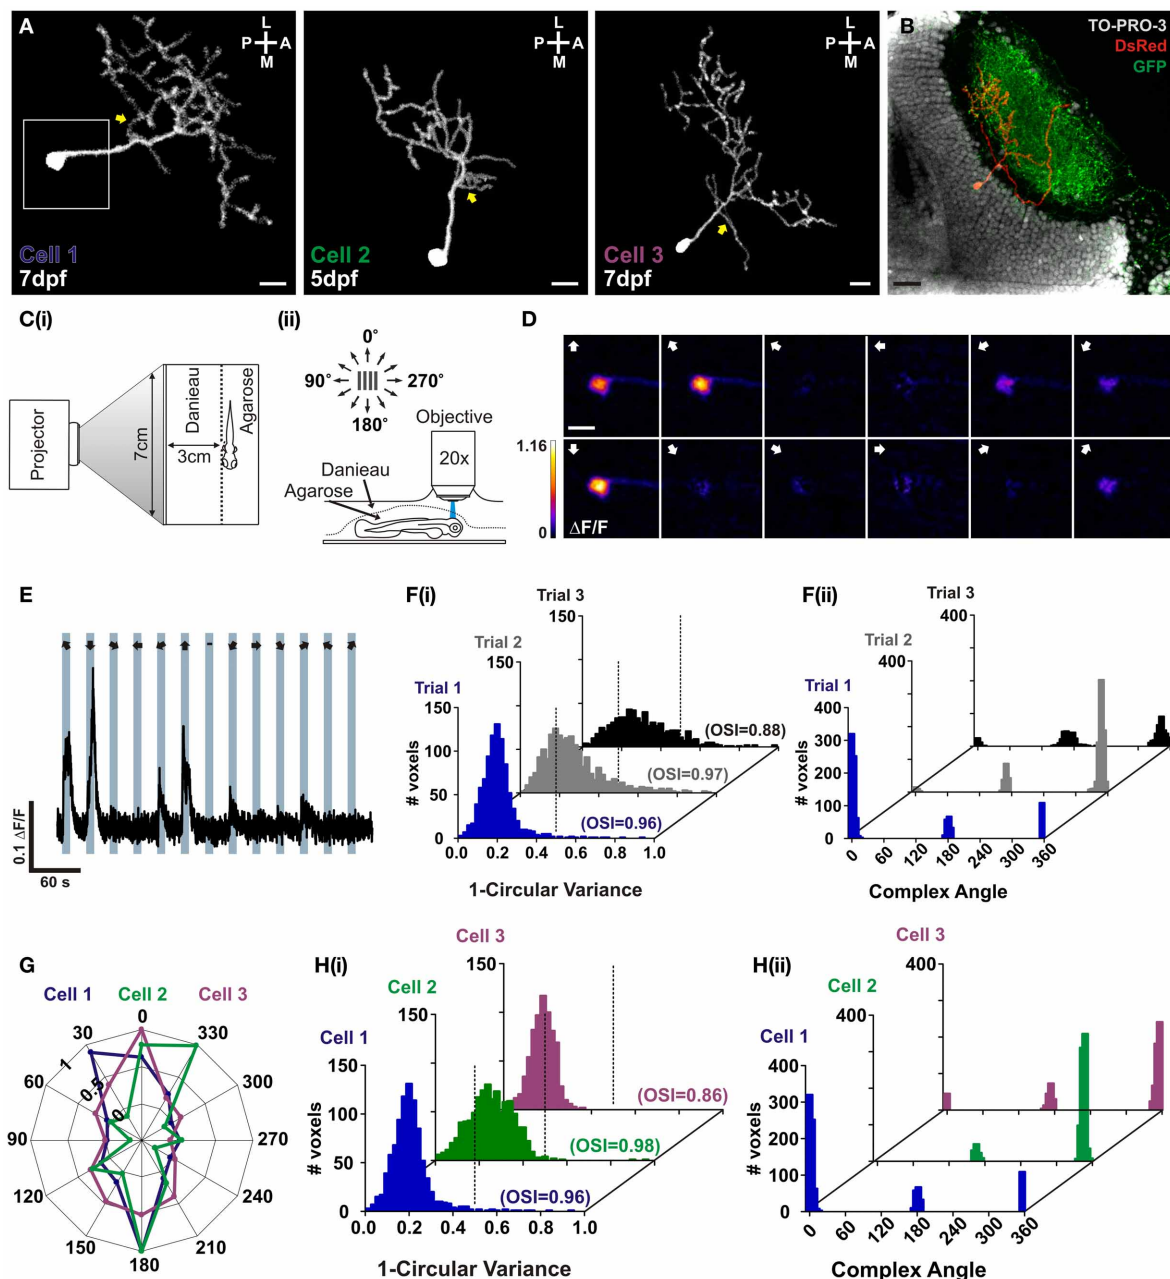 A
L
P A
M
Cell 1
7dpf
L
P A
M
Cell 2
5dpf
L
P A
M
Cell 3
7dpf
B
TO-PRO-3
DsRed
GFP
C(i)
Projector
7cm
Danieau
3cm
Agarose
(ii)
0°
90° 270°
180°
Objective
20x
Danieau
Agarose
D
1.16
0
ΔF/F
E
0.1 ΔF/F
60 s
F(i)
Trial 3
150
Trial 2
150
Trial 1
150
100
50
0
# voxels
(OSI=0.88)
(OSI=0.97)
(OSI=0.96)
0.0 0.2 0.4 0.6 0.8 1.0
1-Circular Variance
F(ii)
Trial 3
400
Trial 2
400
Trial 1
400
300
200
100
0
# voxels
0 60 120 180 240 300 360
Complex Angle
G
Cell 1 Cell 2 Cell 3
0
30 330
60 300
90 270
120 240
150 210
180
1
0.5
0
H(i)
Cell 3
150
Cell 2
150
Cell 1
150
100
50
0
# voxels
(OSI=0.86)
(OSI=0.98)
(OSI=0.96)
0.0 0.2 0.4 0.6 0.8 1.0
1-Circular Variance
H(ii)
Cell 3
400
Cell 2
400
Cell 1
400
300
200
100
0
# voxels
0 60 120 180 240 300 360
Complex Angle